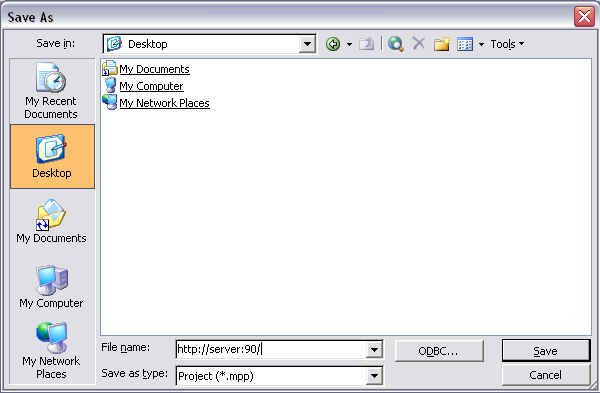 Save As
Save in:
Desktop
Tools
My Recent
Documents
Desktop
My Documents
My Computer
My Network
Places
My Documents
My Computer
My Network Places
File name:
http://server:90/
ODBC...
Save
Save as type:
Project (*.mpp)
Cancel